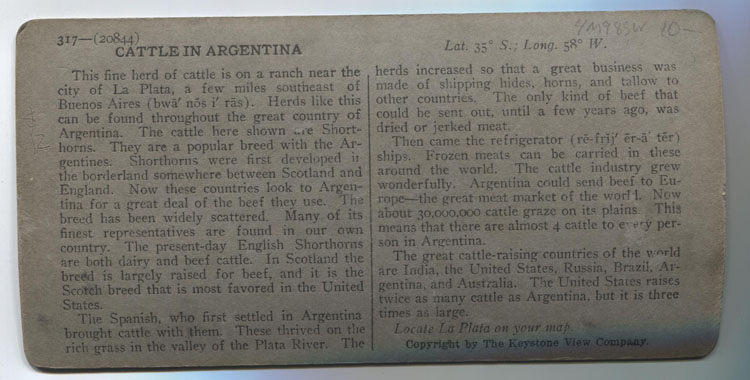 317—(20844)
CATTLE IN ARGENTINA
This fine herd of cattle is on a ranch near the
city of La Plata, a few miles southeast of
Buenos Aires (bwā' nōs i' rās). Herds like this
can be found throughout the great country of
Argentina. The cattle here shown are Short-
horns. They are a popular breed with the Ar-
gentines. Shorthorns were first developed in
the borderland somewhere between Scotland and
England. Now these countries look to Argen-
tina for a great deal of the beef they use. The
breed has been widely scattered. Many of its
finest representatives are found in our own
country. The present-day English Shorthorns
are both dairy and beef cattle. In Scotland the
breed is largely raised for beef, and it is the
Scotch breed that is most favored in the United
States.
The Spanish, who first settled in Argentina
brought cattle with them. These thrived on the
rich grass in the valley of the Plata River. The
Lat. 35° S.; Long. 58° W.
herds increased so that a great business was
made of shipping hides, horns, and tallow to
other countries. The only kind of beef that
could be sent out, until a few years ago, was
dried or jerked meat.
Then came the refrigerator (rē-frĭj' ēr-ā' tēr)
ships. Frozen meats can be carried in these
around the world. The cattle industry grew
wonderfully. Argentina could send beef to Eu-
rope—the great meat market of the world. Now
about 30,000,000 cattle graze on its plains. This
means that there are almost 4 cattle to every per-
son in Argentina.
The great cattle-raising countries of the world
are India, the United States, Russia, Brazil, Ar-
gentina, and Australia. The United States raises
twice as many cattle as Argentina, but it is three
times as large.
Locate La Plata on your map.
Copyright by The Keystone View Company.